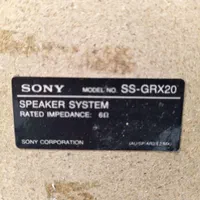 SONY MODEL NO. SS-GRX20
SPEAKER SYSTEM
RATED IMPEDANCE: 6Ω
SONY CORPORATION